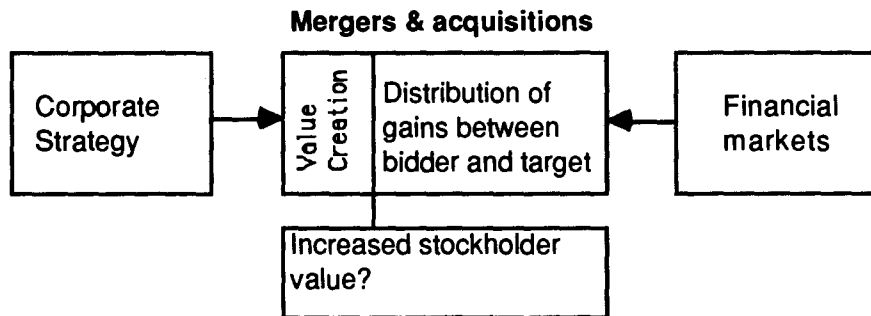 Mergers & acquisitions
Corporate
Strategy
Value
Creation
Distribution of
gains between
bidder and target
Financial
markets
Increased stockholder
value?